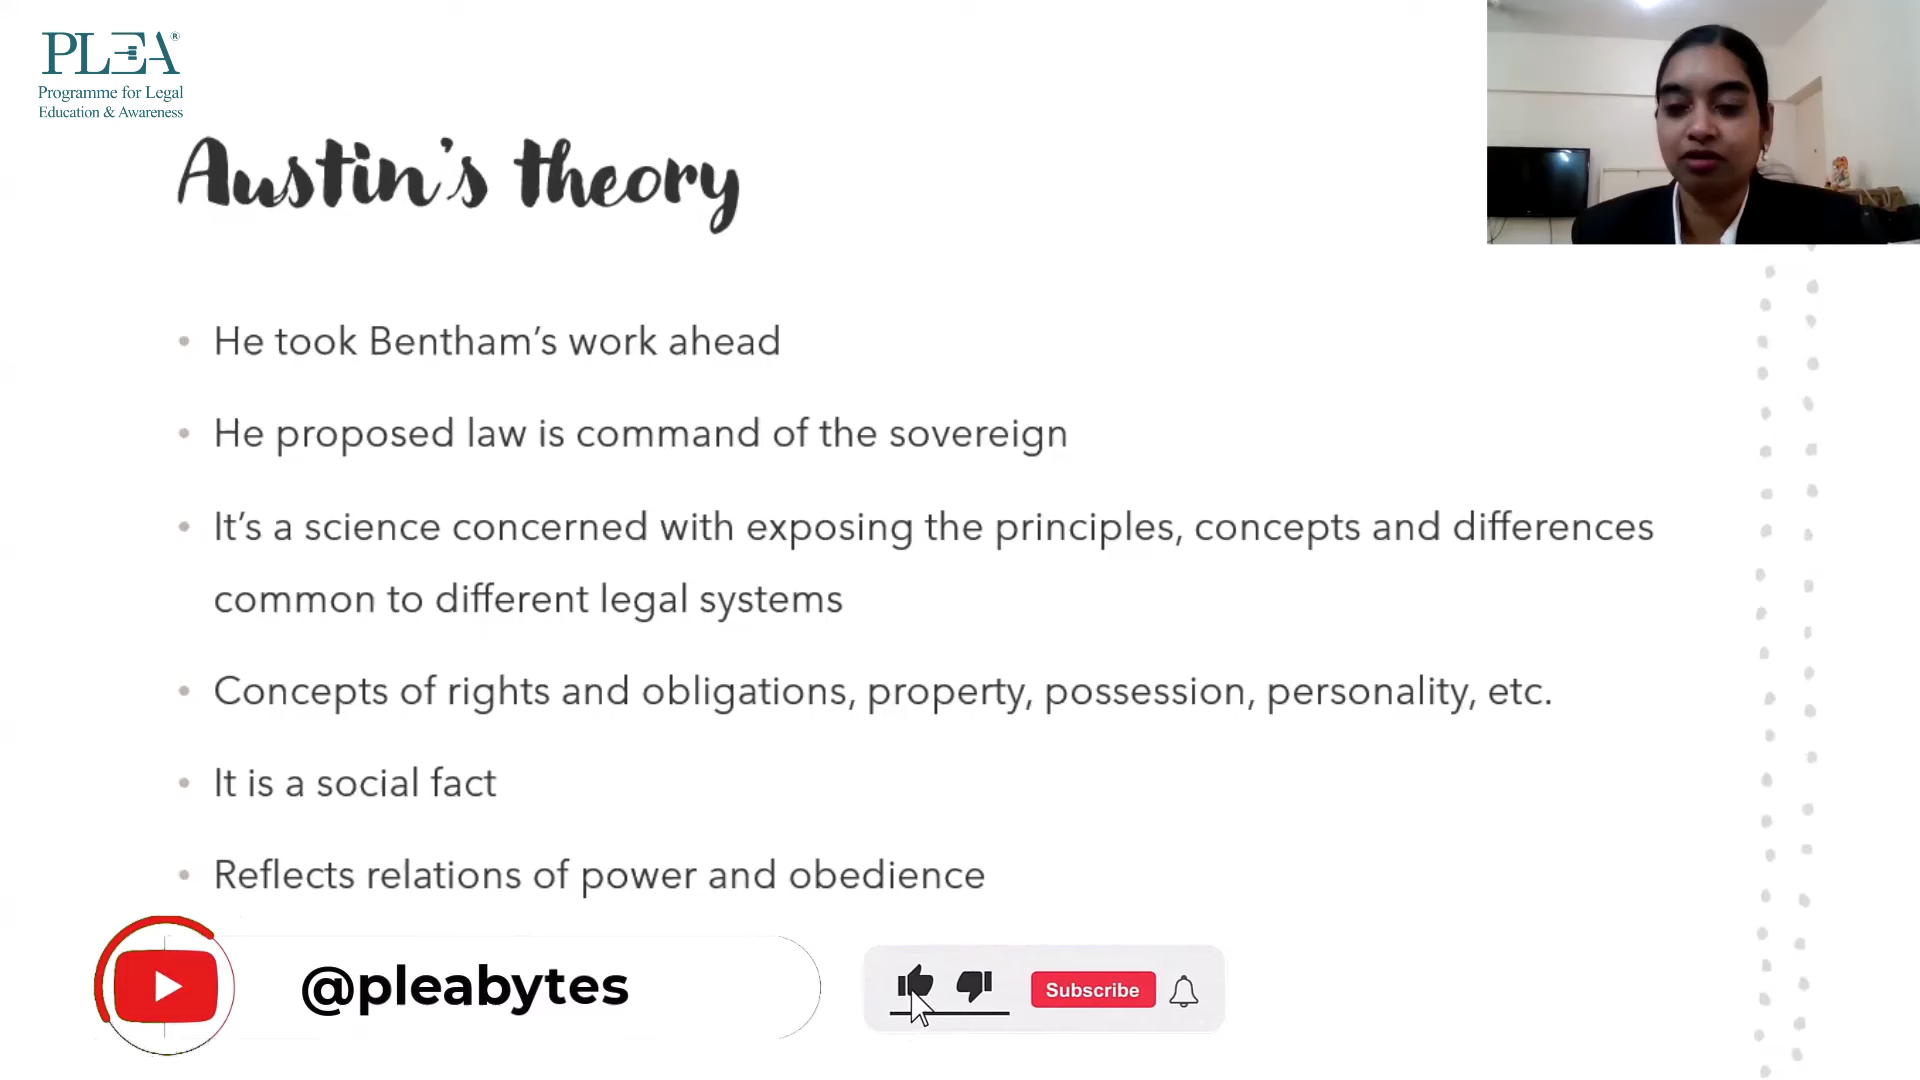 PLEA®
Programme for Legal
Education & Awareness
Austin's theory
• He took Bentham's work ahead
• He proposed law is command of the sovereign
• It's a science concerned with exposing the principles, concepts and differences
common to different legal systems
• Concepts of rights and obligations, property, possession, personality, etc.
• It is a social fact
• Reflects relations of power and obedience
@pleabytes
Subscribe